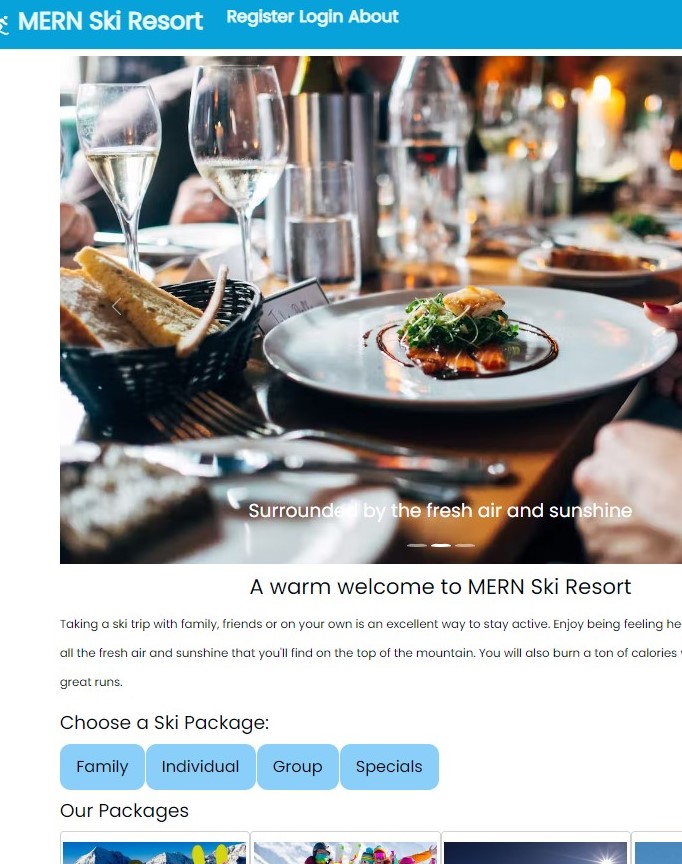 MERN Ski Resort
Register Login About
Surrounded by the fresh air and sunshine
A warm welcome to MERN Ski Resort
Taking a ski trip with family, friends or on your own is an excellent way to stay active. Enjoy being feeling he
all the fresh air and sunshine that you'll find on the top of the mountain. You will also burn a ton of calories
great runs.
Choose a Ski Package:
Family Individual Group Specials
Our Packages